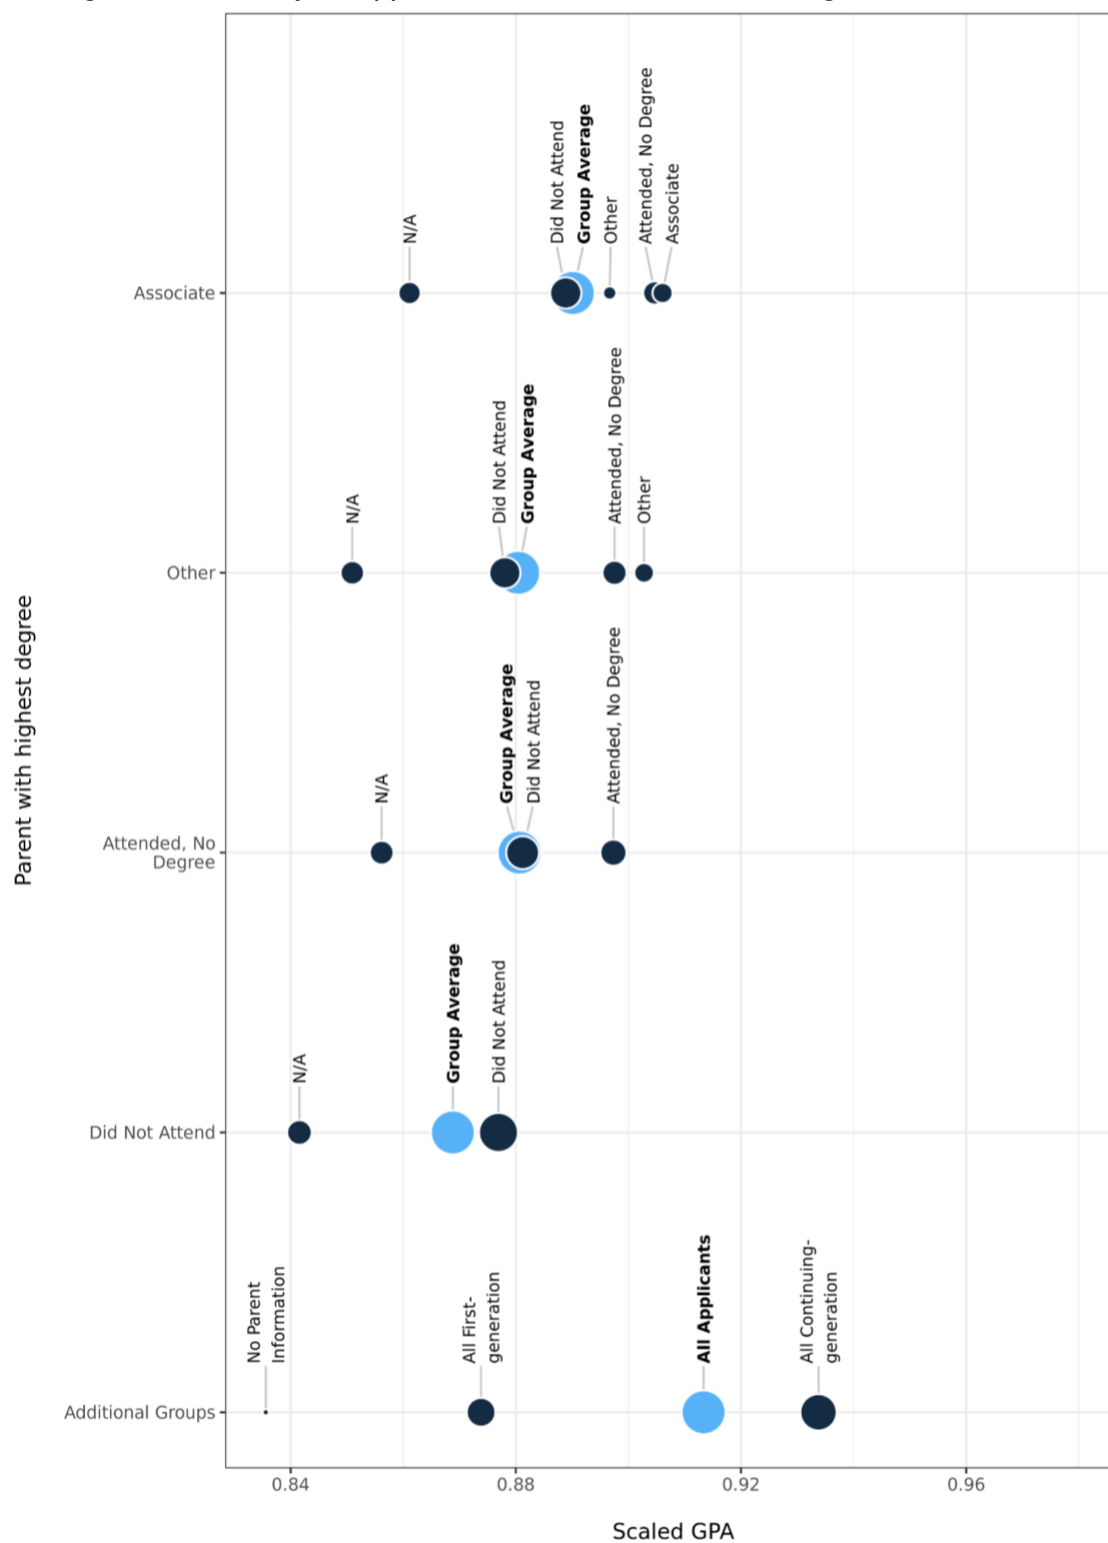 Attended, No Degree
Group Average
Did Not Attend
Associate
Other
N/A
Associate
Attended, No Degree
Group Average
Did Not Attend
Other
N/A
Other
Attended, No Degree
Group Average
Did Not Attend
N/A
Attended, No
Degree
Group Average
Did Not Attend
N/A
Did Not Attend
All Applicants
All Continuing-
generation
No Parent
Information
All First-
generation
Additional Groups
Parent with highest degree
0.84
0.88
0.92
0.96
Scaled GPA